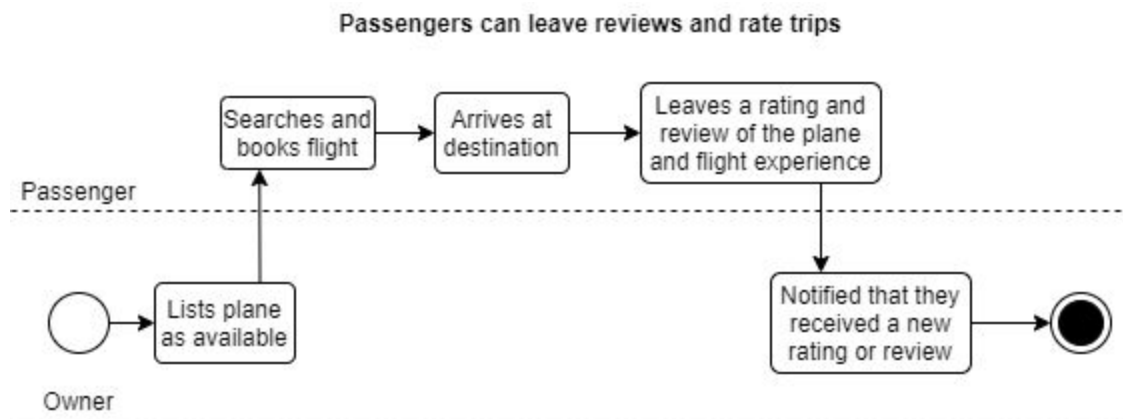 Passengers can leave reviews and rate trips
Searches and
books flight
Arrives at
destination
Leaves a rating and
review of the plane
and flight experience
Passenger
Lists plane
as available
Notified that they
received a new
rating or review
Owner